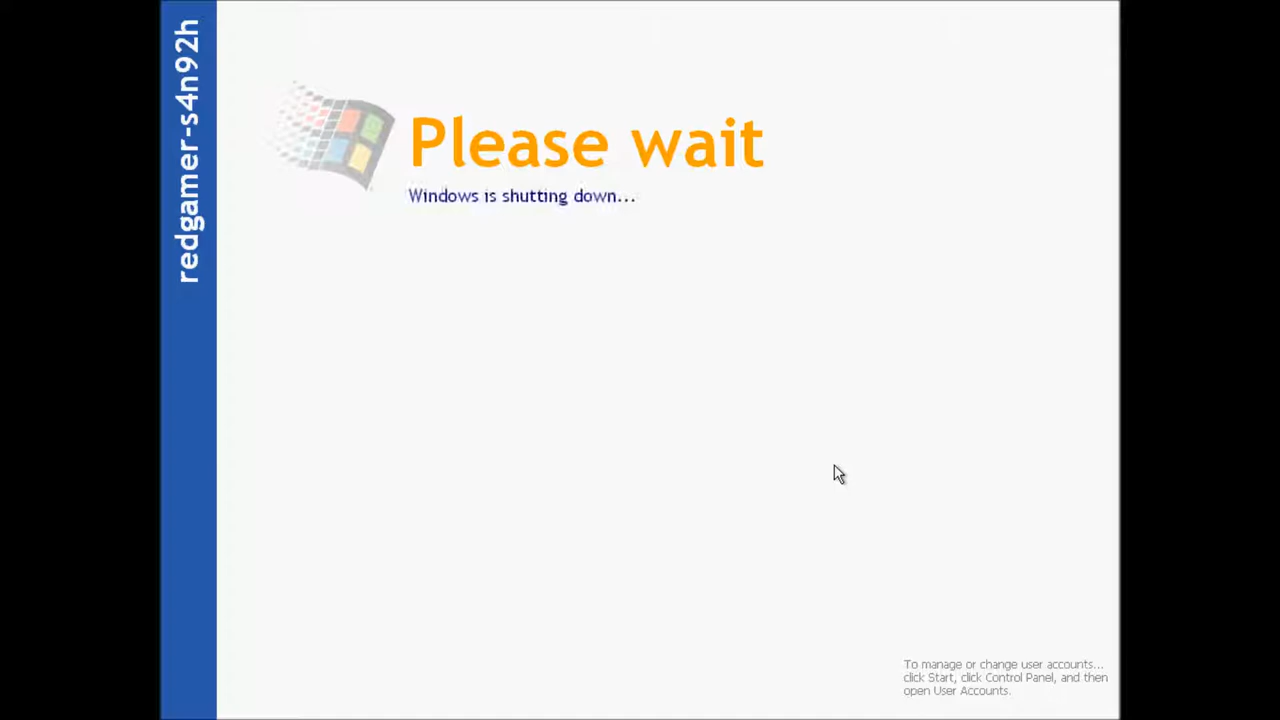 redgamer-s4n92h
Please wait
Windows is shutting down...
To manage or change user accounts...
click Start, click Control Panel, and then
open User Accounts.